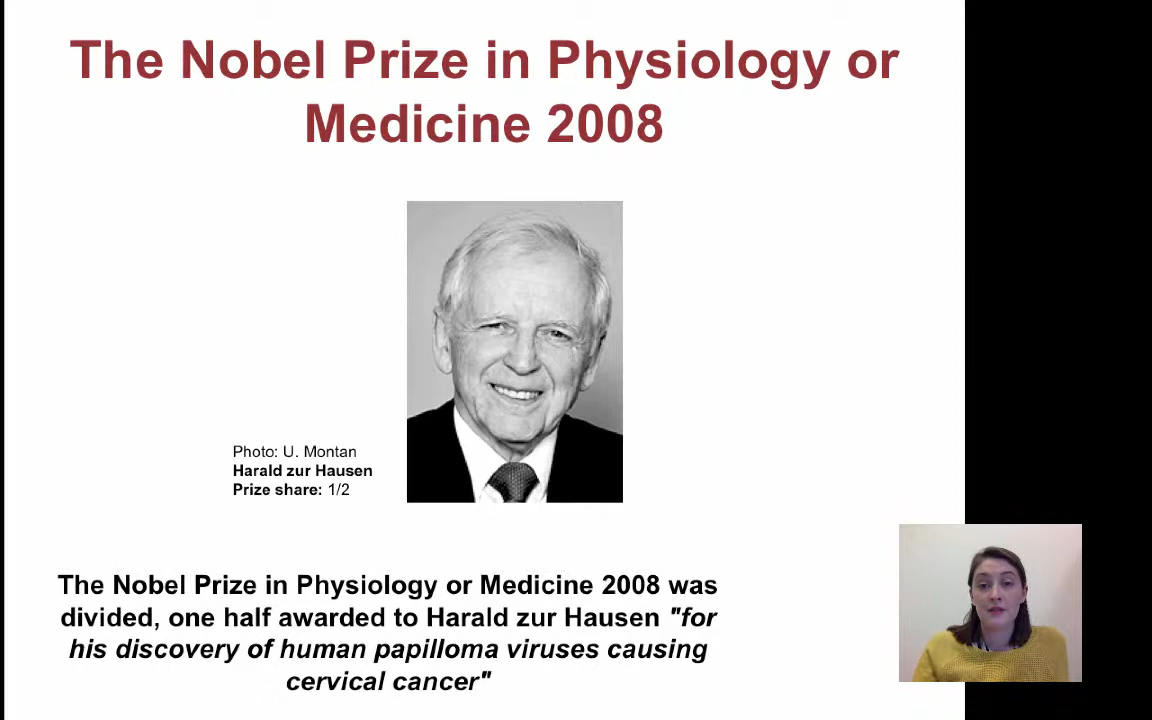 The Nobel Prize in Physiology or
Medicine 2008
Photo: U. Montan
Harald zur Hausen
Prize share: 1/2
The Nobel Prize in Physiology or Medicine 2008 was
divided, one half awarded to Harald zur Hausen "for
his discovery of human papilloma viruses causing
cervical cancer"